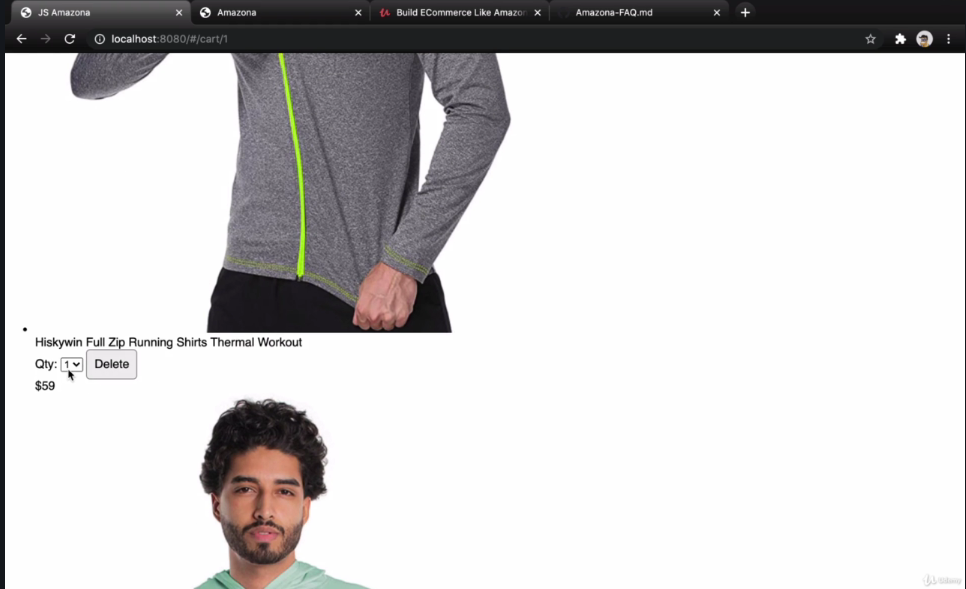 JS Amazona
Amazona
Build ECommerce Like Amazon
Amazona-FAQ.md
localhost:8080/#/cart/1
Hiskywin Full Zip Running Shirts Thermal Workout
Qty: 1 Delete
$59
Udemy